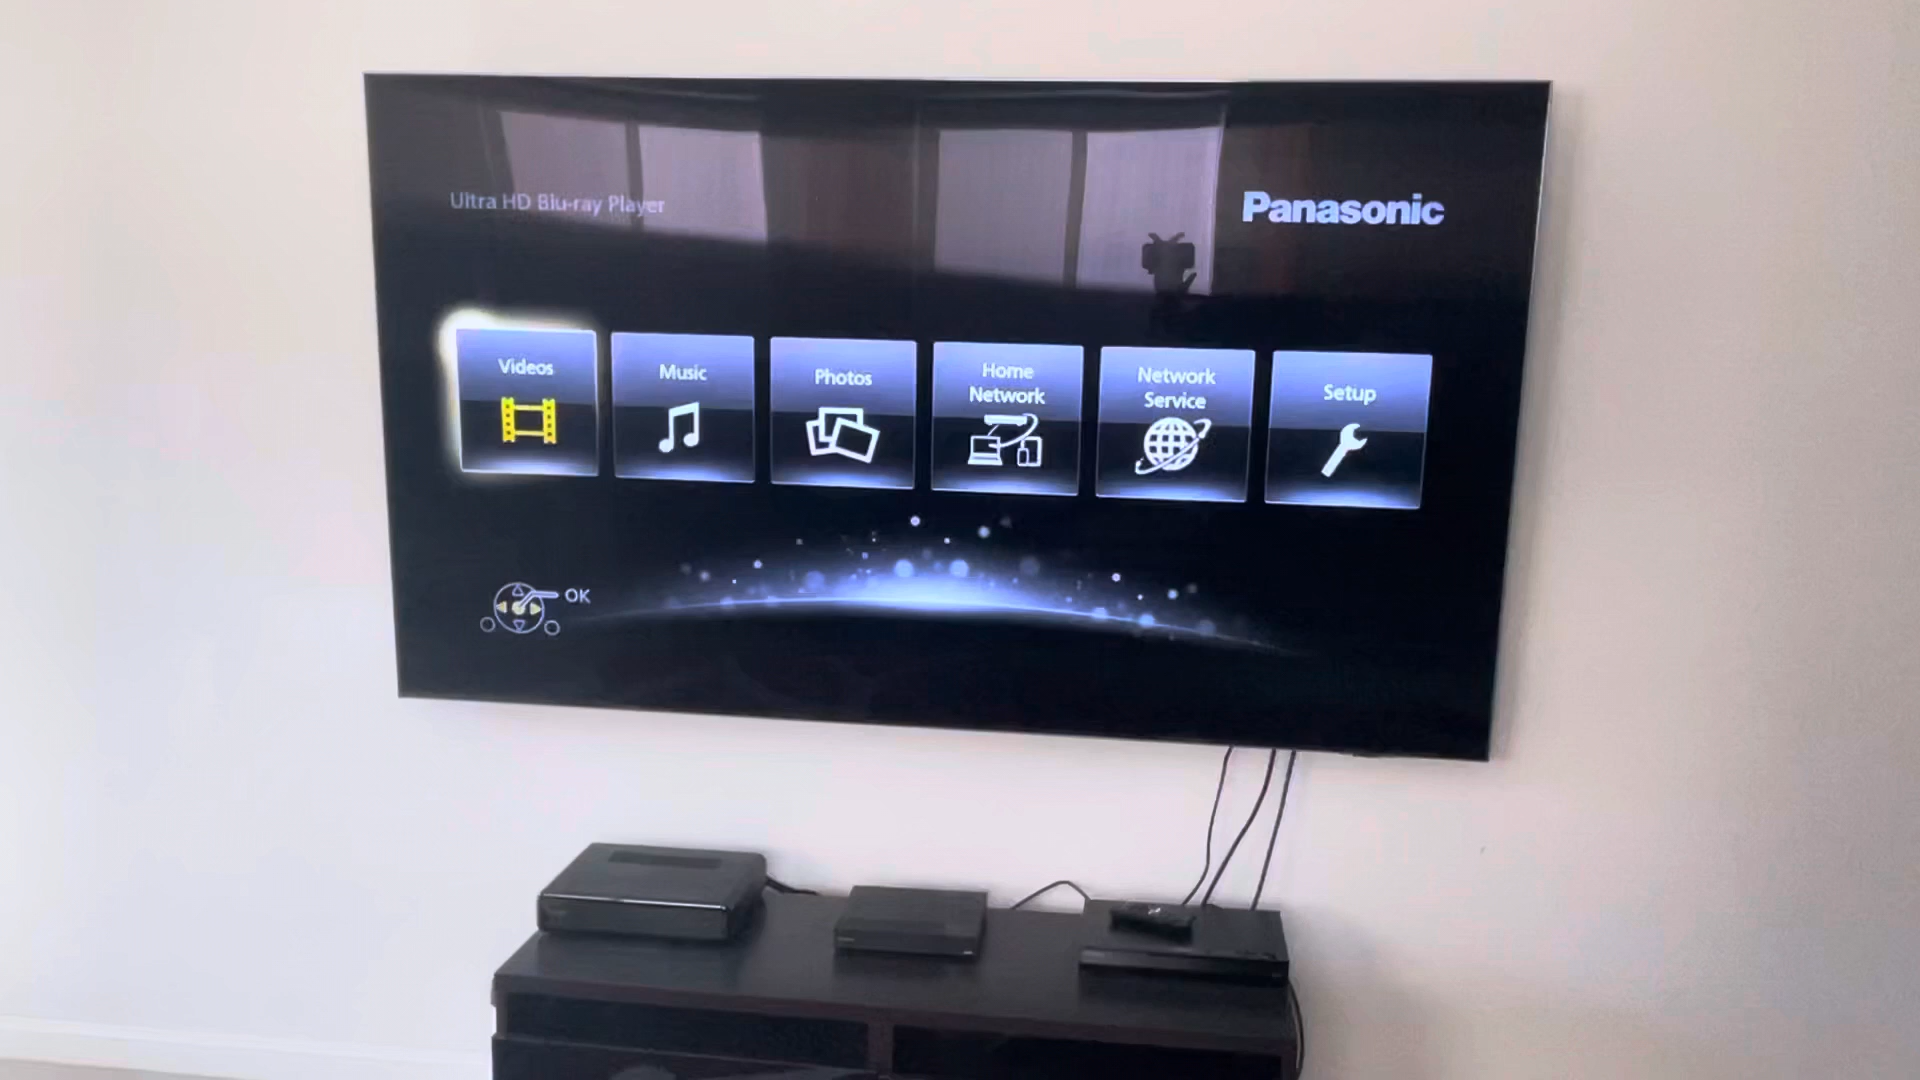 Ultra HD Blu-ray Player
Panasonic
Videos
Music
Photos
Home
Network
Network
Service
Setup
OK